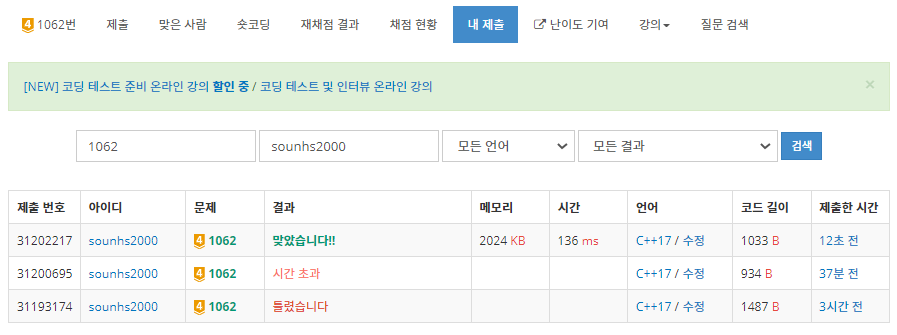 4 1062번 제출 맞은 사람 숏코딩 재채점 결과 채점 현황 내 제출 난이도 기여 강의 질문 검색
[NEW] 코딩 테스트 준비 온라인 강의 할인 중 / 코딩 테스트 및 인터뷰 온라인 강의 ×
1062 sounhs2000 모든 언어 모든 결과 검색
제출 번호 아이디 문제 결과 메모리 시간 언어 코드 길이 제출한 시간
31202217 sounhs2000 4 1062 맞았습니다!! 2024 KB 136 ms C++17 / 수정 1033 B 12초 전
31200695 sounhs2000 4 1062 시간 초과 C++17 / 수정 934 B 37분 전
31193174 sounhs2000 4 1062 틀렸습니다 C++17 / 수정 1487 B 3시간 전